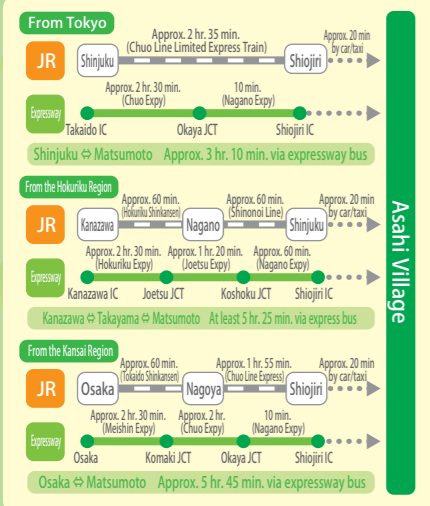 From Tokyo
JR
Shinjuku
Approx. 2 hr. 35 min.
(Chuo Line Limited Express Train)
Shiojiri
Approx. 20 min
by car/taxi
Expressway
Approx. 2 hr. 30 min.
(Chuo Expy)
10 min.
(Nagano Expy)
Takaido IC
Okaya JCT
Shiojiri IC
Shinjuku ⇔ Matsumoto Approx. 3 hr. 10 min. via expressway bus
From the Hokuriku Region
JR
Kanazawa
Approx. 60 min.
(Hokuriku Shinkansen)
Nagano
Approx. 60 min.
(Shinonoi Line)
Shinjuku
Approx. 20 min
by car/taxi
Expressway
Approx. 2 hr. 30 min.
(Hokuriku Expy)
Approx. 1 hr. 20 min.
(Joetsu Expy)
Approx. 60 min.
(Nagano Expy)
Kanazawa IC
Joetsu JCT
Koshoku JCT
Shiojiri IC
Kanazawa ⇔ Takayama ⇔ Matsumoto At least 5 hr. 25 min. via express bus
From the Kansai Region
JR
Osaka
Approx. 60 min.
(Tokaido Shinkansen)
Nagoya
Approx. 1 hr. 55 min.
(Chuo Line Express)
Shiojiri
Approx. 20 min
by car/taxi
Expressway
Approx. 2 hr. 30 min.
(Meishin Expy)
Approx. 2 hr.
(Chuo Expy)
10 min.
(Nagano Expy)
Osaka
Komaki JCT
Okaya JCT
Shiojiri IC
Osaka ⇔ Matsumoto Approx. 5 hr. 45 min. via expressway bus
Asahi Village